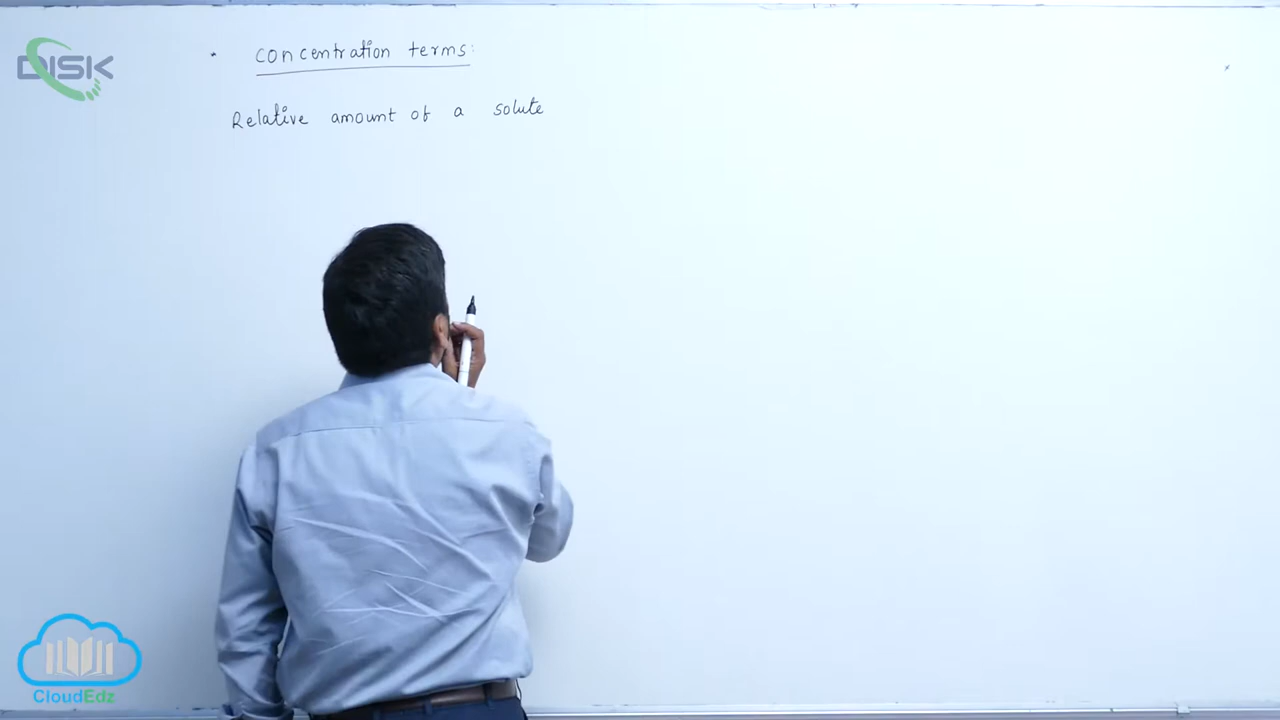 DISK
* concentration terms:
Relative amount of a solute
CloudEdz